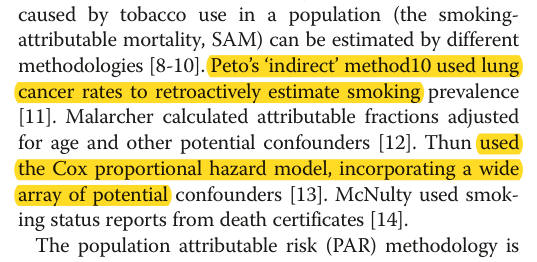 caused by tobacco use in a population (the smoking-
attributable mortality, SAM) can be estimated by different
methodologies [8-10]. Peto's 'indirect' method10 used lung
cancer rates to retroactively estimate smoking prevalence
[11]. Malarcher calculated attributable fractions adjusted
for age and other potential confounders [12]. Thun used
the Cox proportional hazard model, incorporating a wide
array of potential confounders [13]. McNulty used smok-
ing status reports from death certificates [14].
The population attributable risk (PAR) methodology is